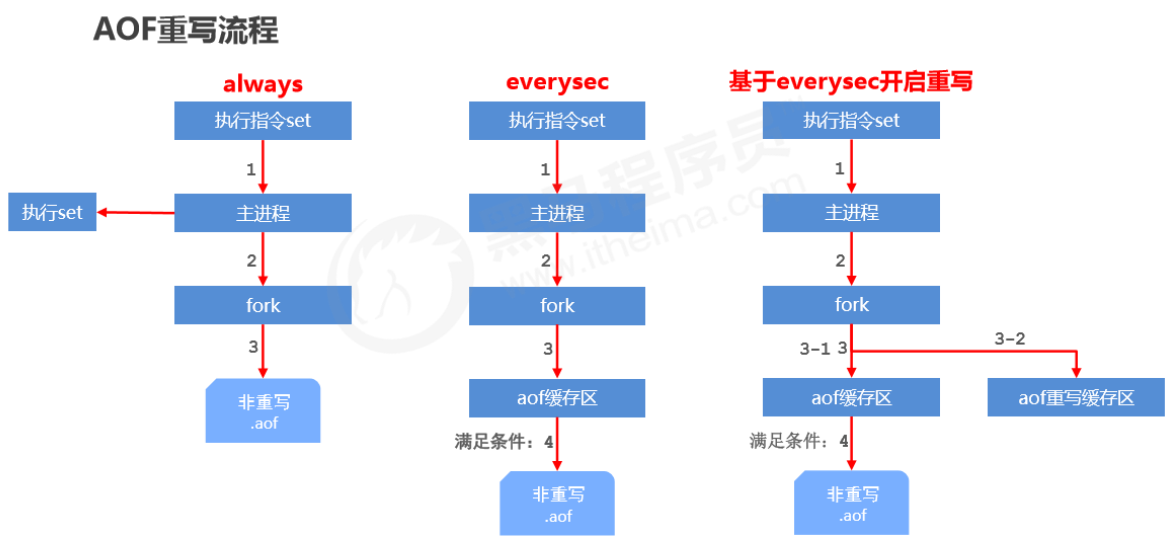 AOF重写流程
always
everysec
基于everysec开启重写
执行指令set
执行指令set
执行指令set
1
1
1
执行set
主进程
主进程
主进程
2
2
2
fork
fork
fork
3
3
3-1 3
3-2
非重写
.aof
aof缓存区
aof缓存区
aof重写缓存区
满足条件: 4
满足条件: 4
非重写
.aof
非重写
.aof
黑马程序员
www.itheima.com